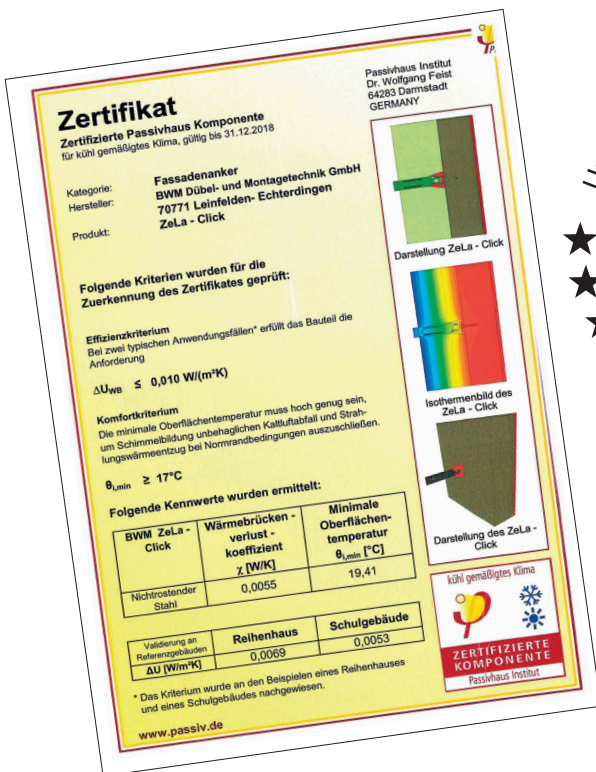 Zertifikat
Zertifizierte Passivhaus Komponente
für kühl gemäßigtes Klima, gültig bis 31.12.2018
Passivhaus Institut
Dr. Wolfgang Feist
64283 Darmstadt
GERMANY
Kategorie: Fassadenanker
Hersteller: BWM Dübel- und Montagetechnik GmbH
70771 Leinfelden- Echterdingen
Produkt: ZeLa - Click
Folgende Kriterien wurden für die
Zuerkennung des Zertifikates geprüft:
Effizienzkriterium
Bei zwei typischen Anwendungsfällen* erfüllt das Bauteil die
Anforderung
ΔUWB ≤ 0,010 W/(m²K)
Komfortkriterium
Die minimale Oberflächentemperatur muss hoch genug sein,
um Schimmelbildung unbehaglichen Kaltluftabfall und Strah-
lungswärmeentzug bei Normrandbedingungen auszuschließen.
θi,min ≥ 17°C
Folgende Kennwerte wurden ermittelt:
BWM ZeLa -
Click
Wärmebrücken -
verlust -
koeffizient
χ [W/K]
Minimale
Oberflächen-
temperatur
θi,min [°C]
Nichtrostender
Stahl
0,0055
19,41
Validierung an
Referenzgebäuden
Reihenhaus
Schulgebäude
ΔU [W/m²K]
0,0069
0,0053
* Das Kriterium wurde an den Beispielen eines Reihenhauses
und eines Schulgebäudes nachgewiesen.
www.passiv.de
Darstellung ZeLa - Click
Isothermenbild des
ZeLa - Click
Darstellung des ZeLa -
Click
kühl gemäßigtes Klima
ZERTIFIZIERTE
KOMPONENTE
Passivhaus Institut